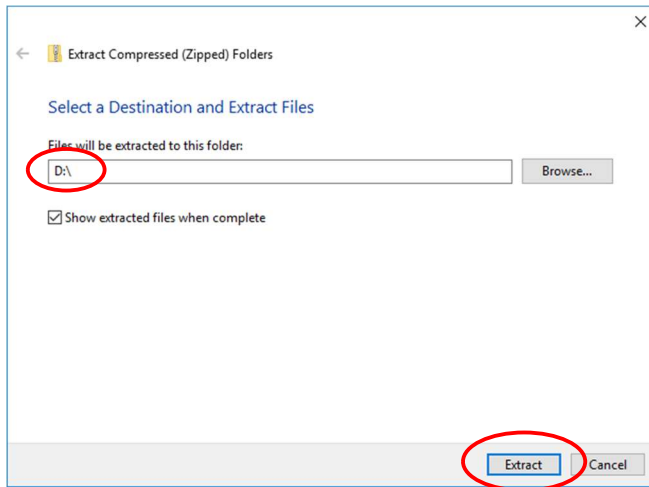 Extract Compressed (Zipped) Folders
Select a Destination and Extract Files
Files will be extracted to this folder:
D:\
Browse...
Show extracted files when complete
Extract
Cancel